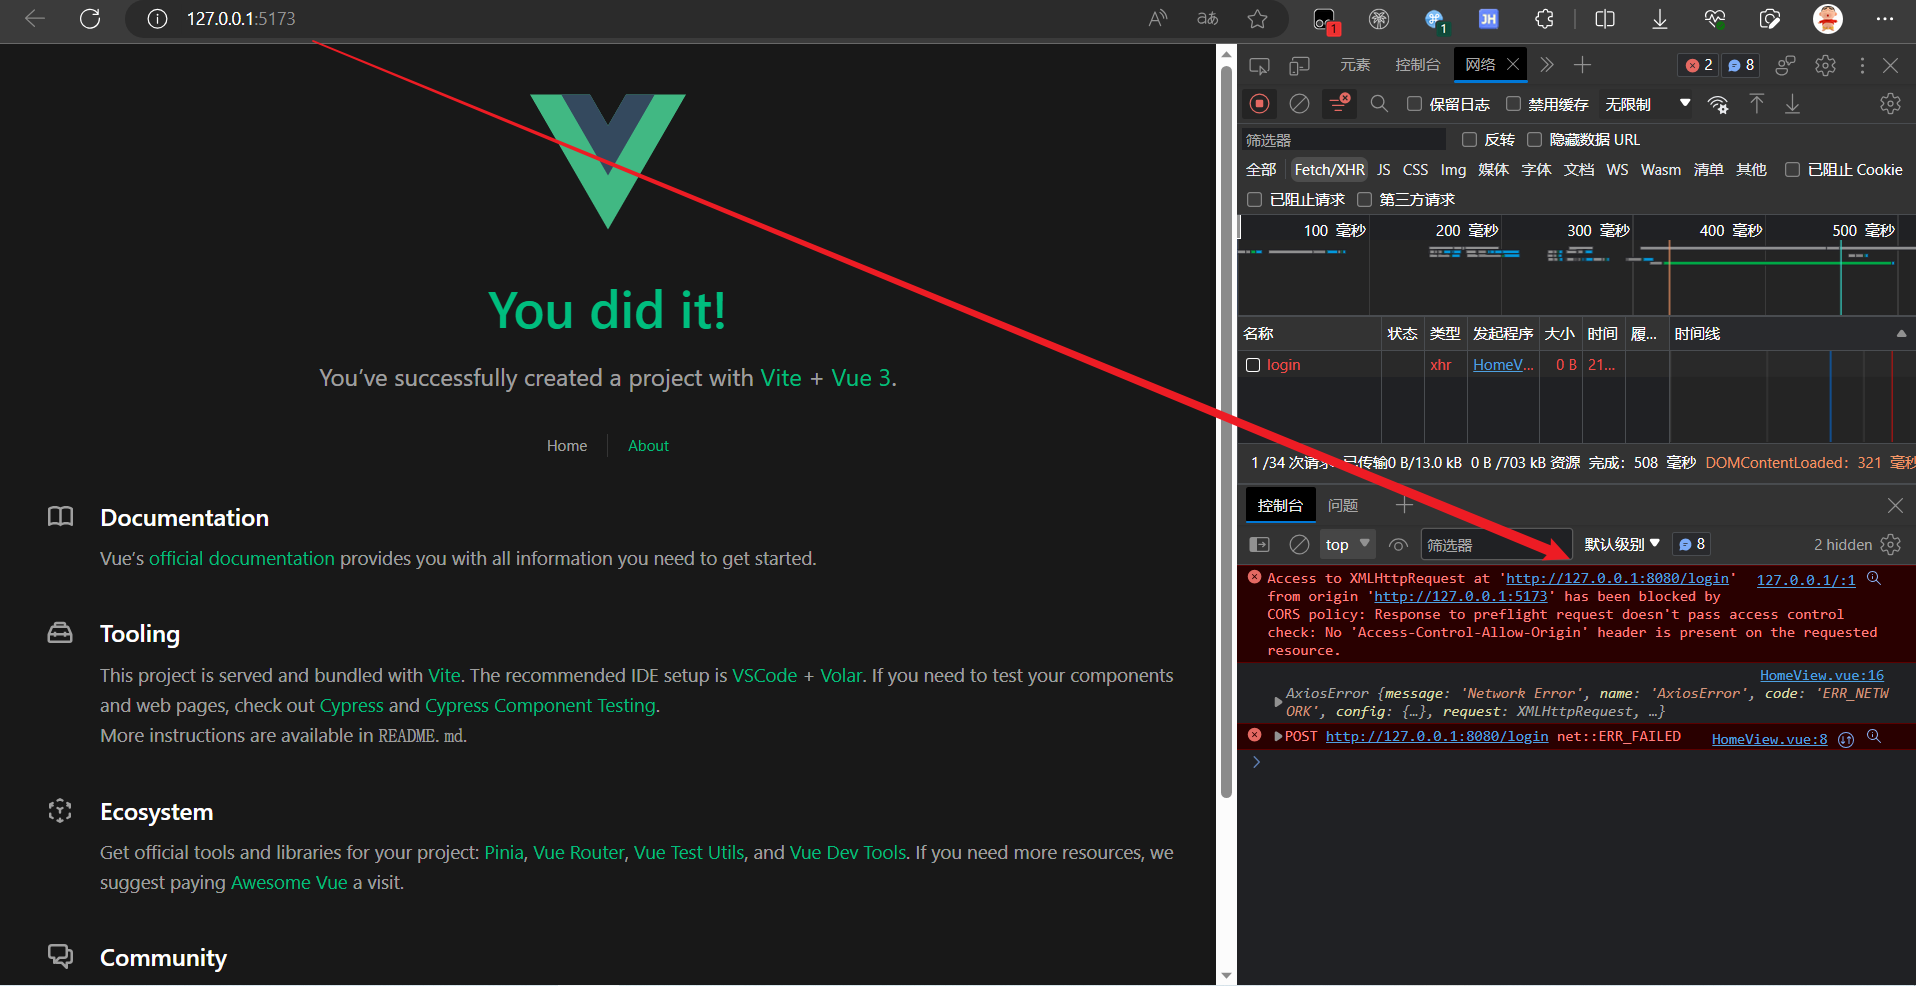 127.0.0.1:5173
A))
aあ
1
1
JH
You did it!
You've successfully created a project with Vite + Vue 3.
Home
About
Documentation
Vue's official documentation provides you with all information you need to get started.
Tooling
This project is served and bundled with Vite. The recommended IDE setup is VSCode + Volar. If you need to test your components
and web pages, check out Cypress and Cypress Component Testing.
More instructions are available in README.md.
Ecosystem
Get official tools and libraries for your project: Pinia, Vue Router, Vue Test Utils, and Vue Dev Tools. If you need more resources, we
suggest paying Awesome Vue a visit.
Community
元素 控制台 网络
2 8
保留日志 禁用缓存 无限制
筛选器 反转 隐藏数据 URL
全部 Fetch/XHR JS CSS Img 媒体 字体 文档 WS Wasm 清单 其他 已阻止 Cookie
已阻止请求 第三方请求
100 毫秒 200 毫秒 300 毫秒 400 毫秒 500 毫秒
名称 状态 类型 发起程序 大小 时间 履... 时间线
login xhr HomeV... 0 B 21...
1 /34 次请求 已传输0 B/13.0 kB 0 B /703 kB 资源 完成：508 毫秒 DOMContentLoaded：321 毫秒
控制台 问题
top 筛选器 默认级别 8 2 hidden
Access to XMLHttpRequest at 'http://127.0.0.1:8080/login' 127.0.0.1/:1
from origin 'http://127.0.0.1:5173' has been blocked by
CORS policy: Response to preflight request doesn't pass access control
check: No 'Access-Control-Allow-Origin' header is present on the requested
resource.
HomeView.vue:16
AxiosError {message: 'Network Error', name: 'AxiosError', code: 'ERR_NETW
ORK', config: {…}, request: XMLHttpRequest, …}
POST http://127.0.0.1:8080/login net::ERR_FAILED HomeView.vue:8